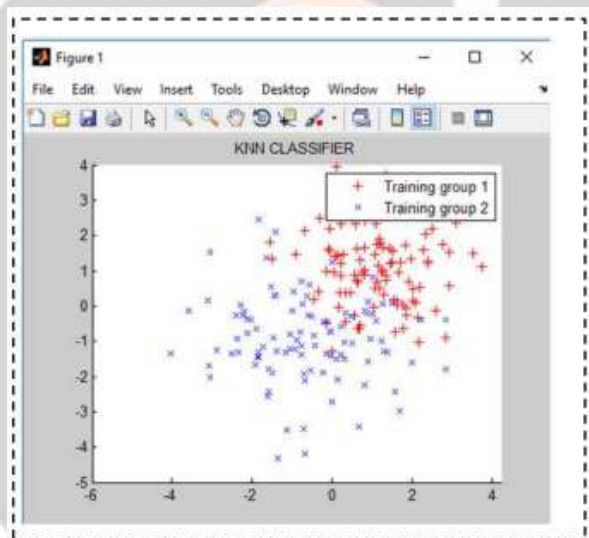 Figure 1
File Edit View Insert Tools Desktop Window Help
KNN CLASSIFIER
Training group 1
Training group 2
4
3
2
1
0
-1
-2
-3
-4
-5
-6 -4 -2 0 2 4